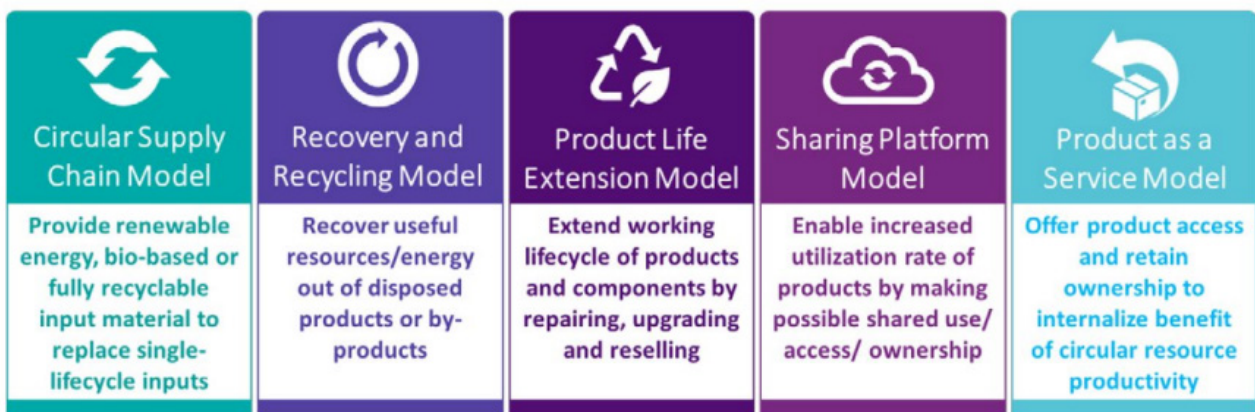 Circular Supply
Chain Model
Provide renewable
energy, bio-based or
fully recyclable
input material to
replace single-
lifecycle inputs
Recovery and
Recycling Model
Recover useful
resources/energy
out of disposed
products or by-
products
Product Life
Extension Model
Extend working
lifecycle of products
and components by
repairing, upgrading
and reselling
Sharing Platform
Model
Enable increased
utilization rate of
products by making
possible shared use/
access/ ownership
Product as a
Service Model
Offer product access
and retain
ownership to
internalize benefit
of circular resource
productivity